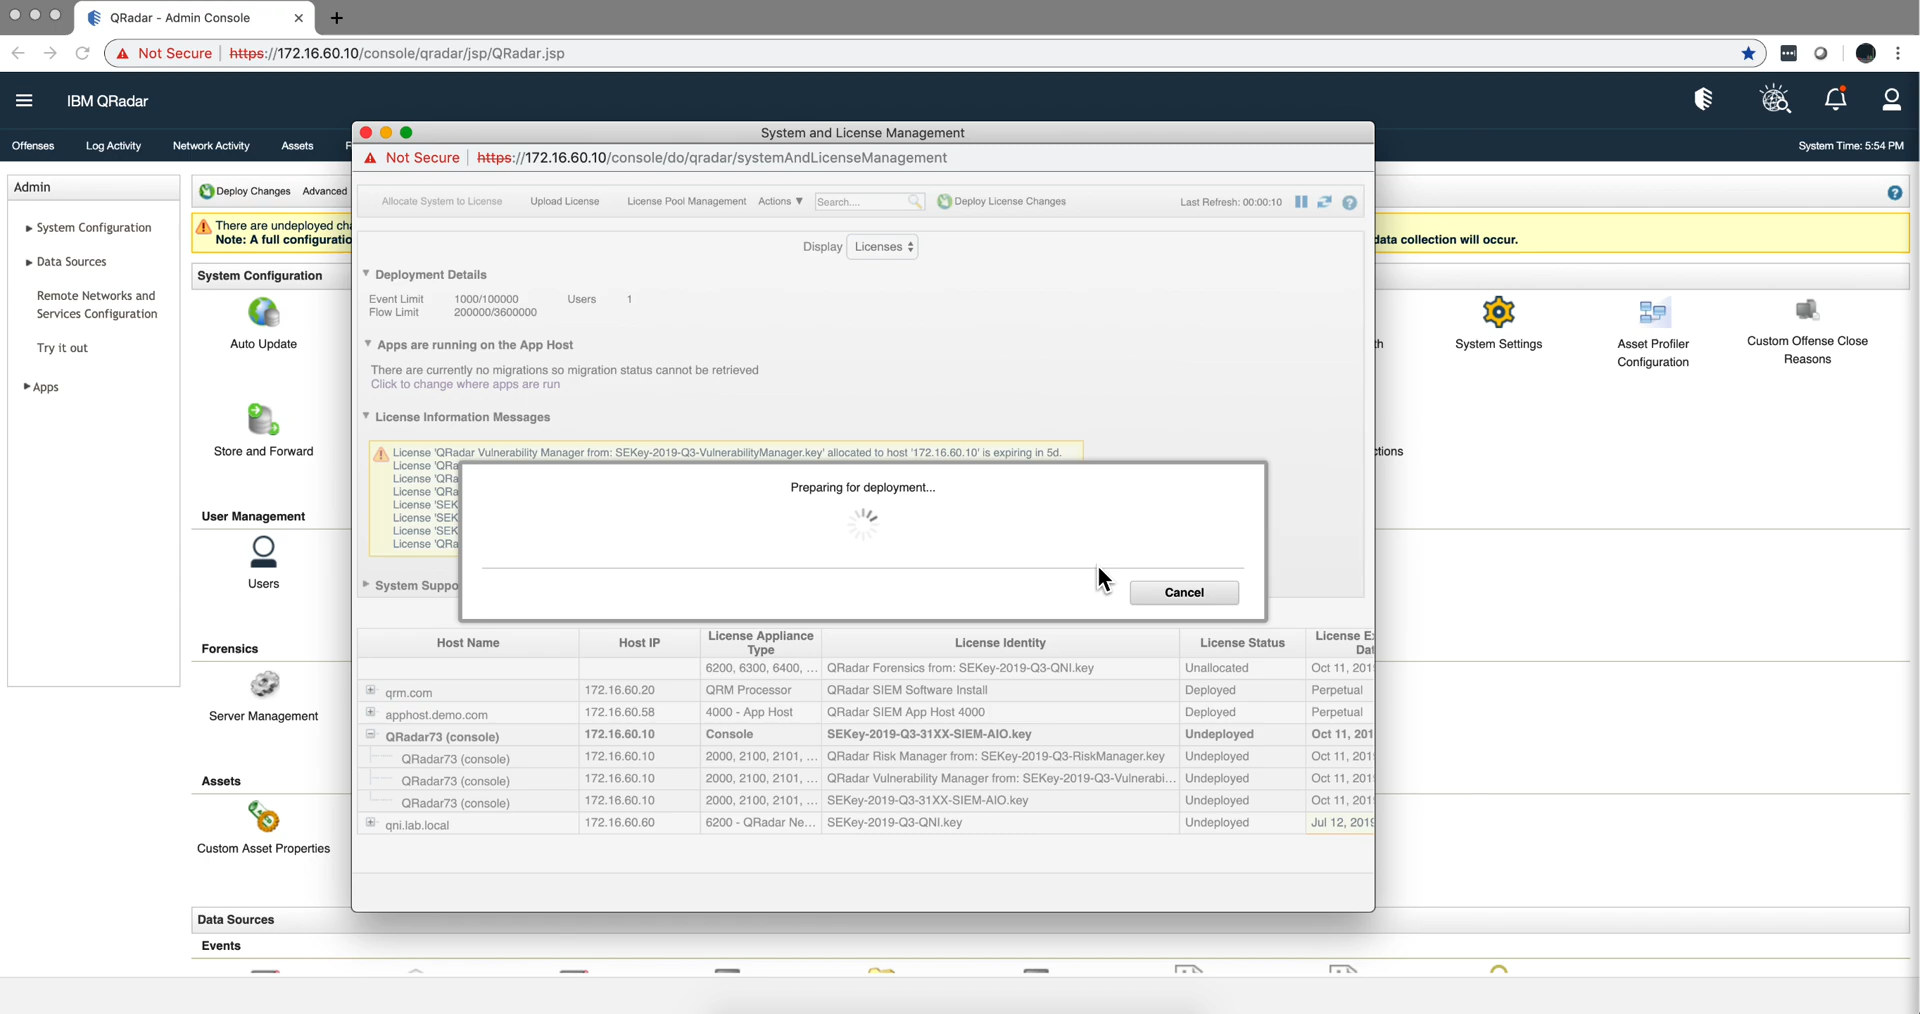 QRadar - Admin Console
Not Secure
https://172.16.60.10/console/qradar/jsp/QRadar.jsp
IBM QRadar
Offenses
Log Activity
Network Activity
Assets
System Time: 5:54 PM
System and License Management
Not Secure
https://172.16.60.10/console/do/qradar/systemAndLicenseManagement
Admin
System Configuration
Data Sources
Remote Networks and
Services Configuration
Try it out
Apps
Deploy Changes
Advanced
There are undeployed
Note: A full
data collection will occur.
System Configuration
Auto Update
Store and Forward
User Management
Users
Forensics
Server Management
Assets
Custom Asset Properties
Data Sources
Events
System Settings
Asset Profiler
Configuration
Custom Offense Close
Reasons
Allocate System to License
Upload License
License Pool Management
Actions ▼
Search....
Deploy License Changes
Last Refresh: 00:00:10
Display Licenses
Deployment Details
Event Limit 1000/100000 Users 1
Flow Limit 200000/3600000
Apps are running on the App Host
There are currently no migrations so migration status cannot be retrieved
Click to change where apps are run
License Information Messages
License 'QRadar Vulnerability Manager from: SEKey-2019-Q3-VulnerabilityManager.key' allocated to host '172.16.60.10' is expiring in 5d.
License 'QRa
License 'QRa
License 'QRa
License 'SEK
License 'SEK
License 'SEK
License 'QRa
System Suppo
Preparing for deployment...
Cancel
Host Name Host IP License Appliance Type License Identity License Status License E
6200, 6300, 6400, ... QRadar Forensics from: SEKey-2019-Q3-QNI.key Unallocated Oct 11, 201
qrm.com 172.16.60.20 QRM Processor QRadar SIEM Software Install Deployed Perpetual
apphost.demo.com 172.16.60.58 4000 - App Host QRadar SIEM App Host 4000 Deployed Perpetual
QRadar73 (console) 172.16.60.10 Console SEKey-2019-Q3-31XX-SIEM-AIO.key Undeployed Oct 11, 201
QRadar73 (console) 172.16.60.10 2000, 2100, 2101, ... QRadar Risk Manager from: SEKey-2019-Q3-RiskManager.key Undeployed Oct 11, 201
QRadar73 (console) 172.16.60.10 2000, 2100, 2101, ... QRadar Vulnerability Manager from: SEKey-2019-Q3-Vulnerabi... Undeployed Oct 11, 201
QRadar73 (console) 172.16.60.10 2000, 2100, 2101, ... SEKey-2019-Q3-31XX-SIEM-AIO.key Undeployed Oct 11, 201
qni.lab.local 172.16.60.60 6200 - QRadar Ne... SEKey-2019-Q3-QNI.key Undeployed Jul 12, 2019